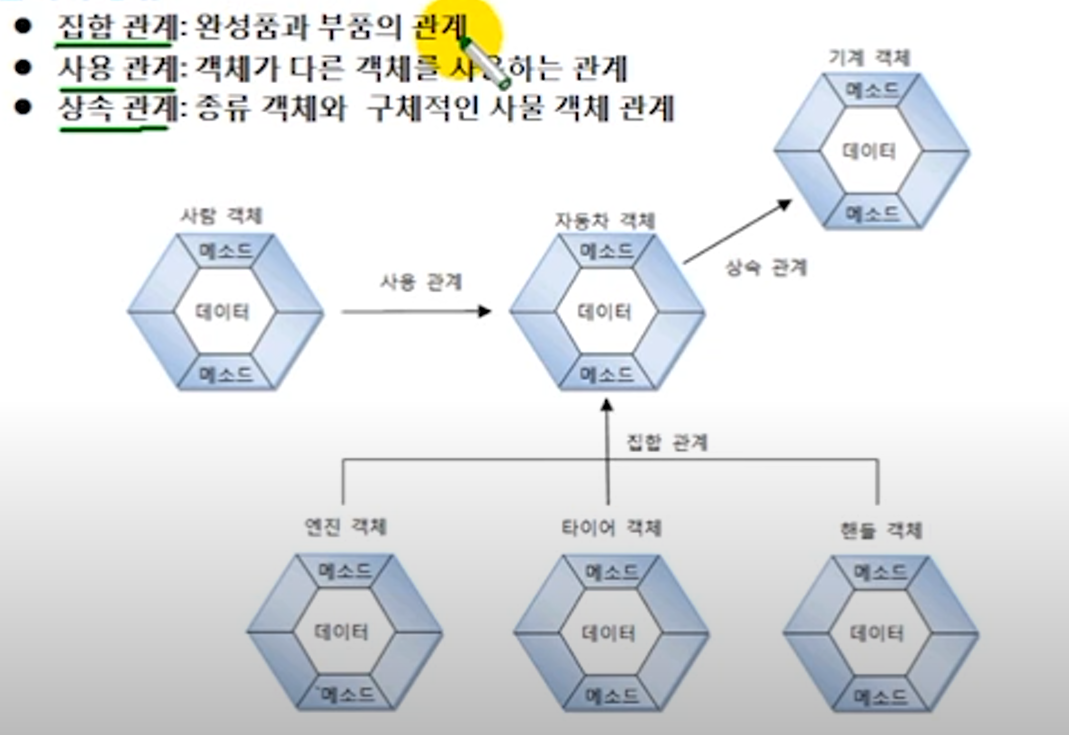 ● 집합 관계: 완성품과 부품의 관계
● 사용 관계: 객체가 다른 객체를 사용하는 관계
● 상속 관계: 종류 객체와 구체적인 사물 객체 관계
기계 객체
메소드
데이터
메소드
사람 객체
메소드
데이터
메소드
사용 관계
자동차 객체
메소드
데이터
메소드
상속 관계
집합 관계
엔진 객체
메소드
데이터
메소드
타이어 객체
메소드
데이터
메소드
핸들 객체
메소드
데이터
메소드